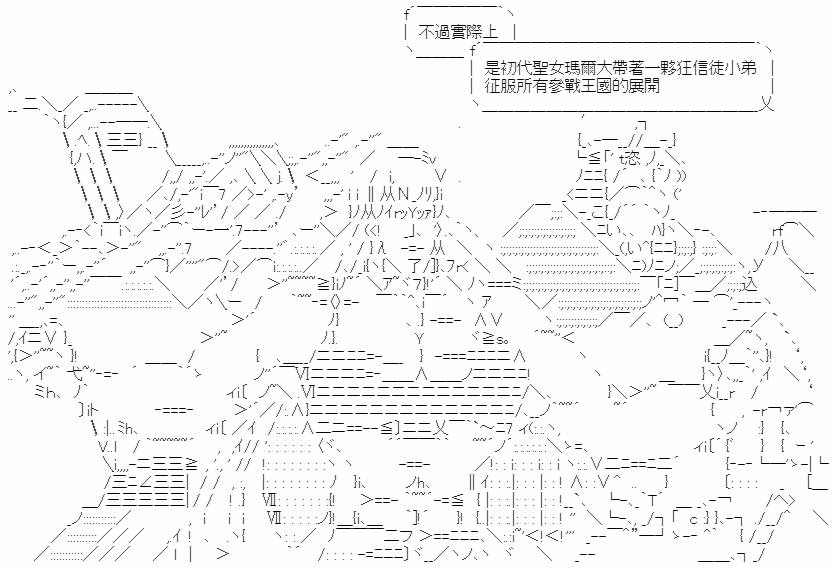 不過實際上
是初代聖女瑪爾大帶著一夥狂信徒小弟
征服所有參戰王國的展開